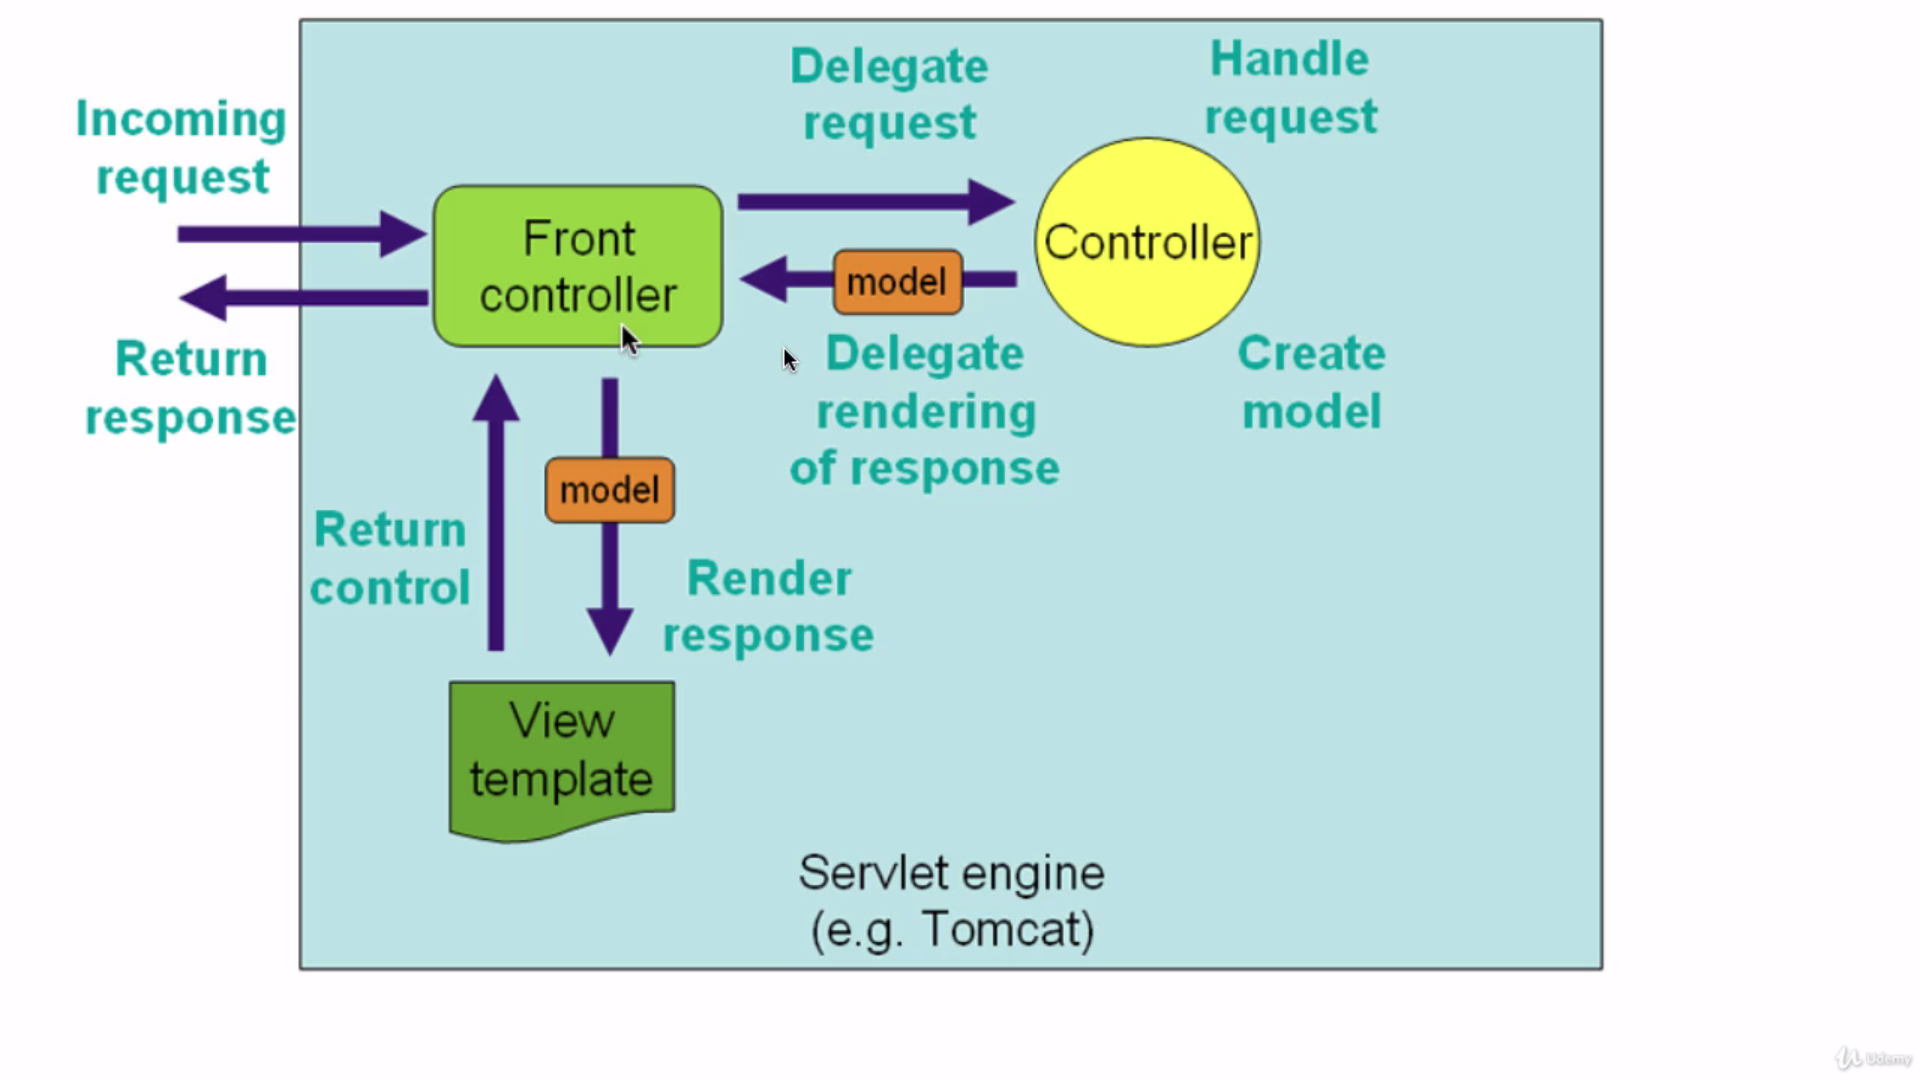 Incoming
request
Return
response
Delegate
request
Handle
request
Front
controller
Controller
model
Delegate
rendering
of response
Create
model
model
Return
control
Render
response
View
template
Servlet engine
(e.g. Tomcat)
Udemy